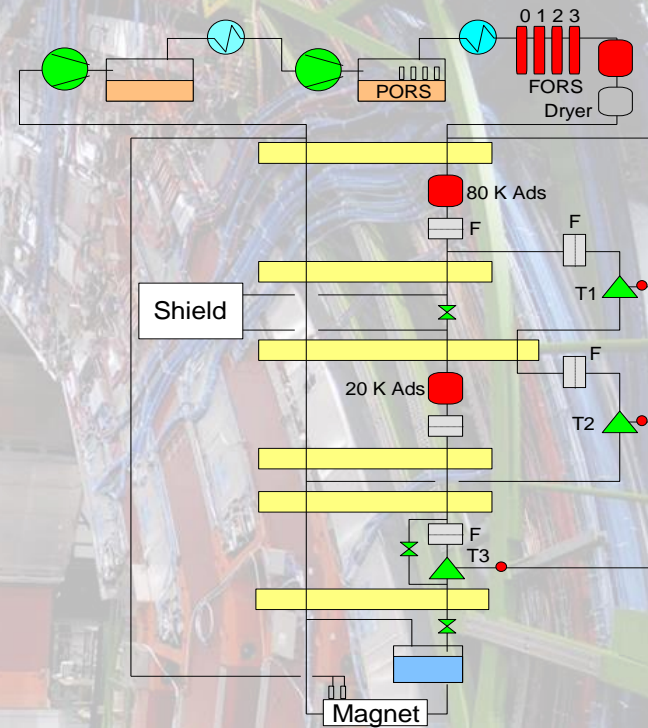 0 1 2 3
PORS
FORS
Dryer
80 K Ads
F
F
T1
Shield
F
20 K Ads
T2
F
T3
Magnet